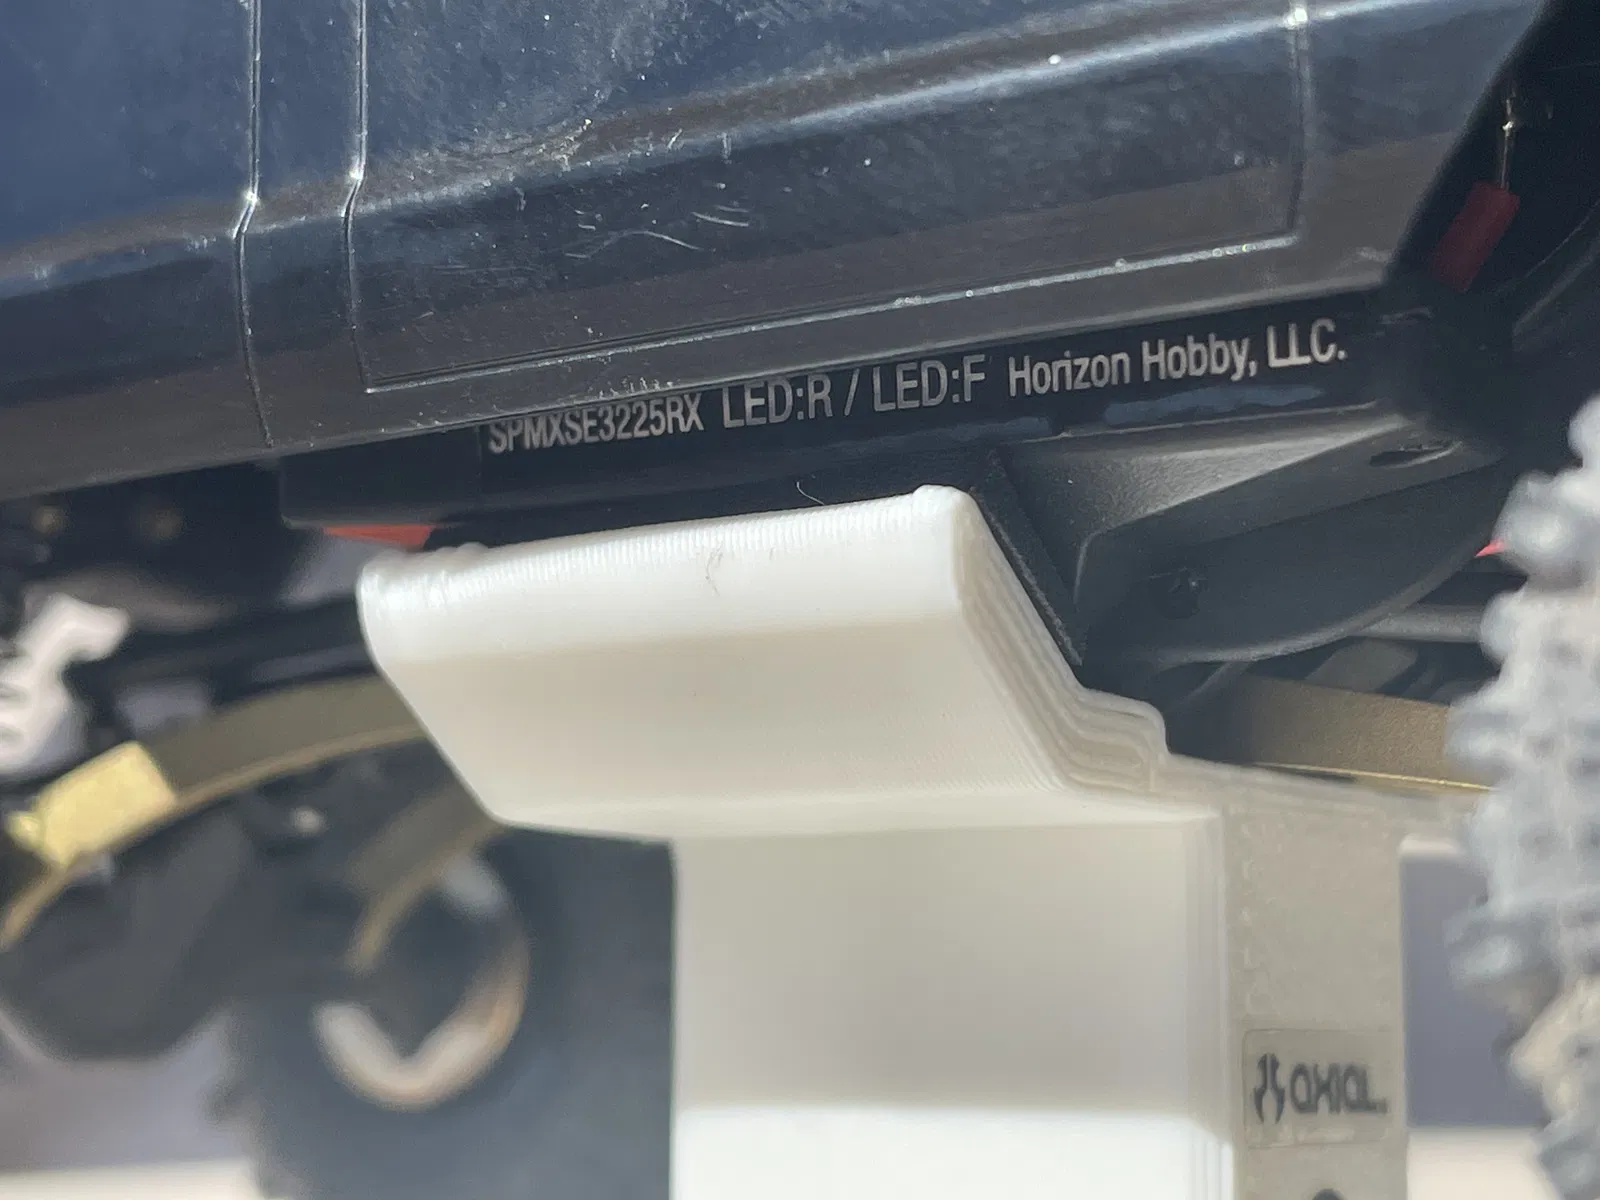 SPMXSE3225RX LED:R / LED:F Horizon Hobby, LLC.
AXIAL.